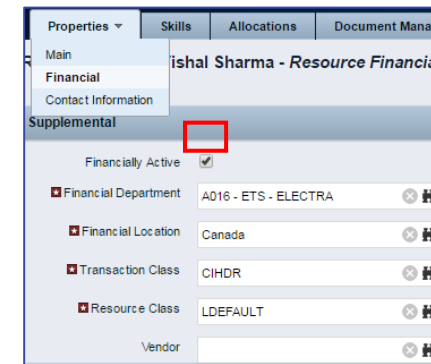 Properties Skills Allocations Document Mana
Main
Financial
Contact Information
ishal Sharma - Resource Financia
Supplemental
Financially Active
Financial Department A016 - ETS - ELECTRA
Financial Location Canada
Transaction Class CIHDR
Resource Class LDEFAULT
Vendor